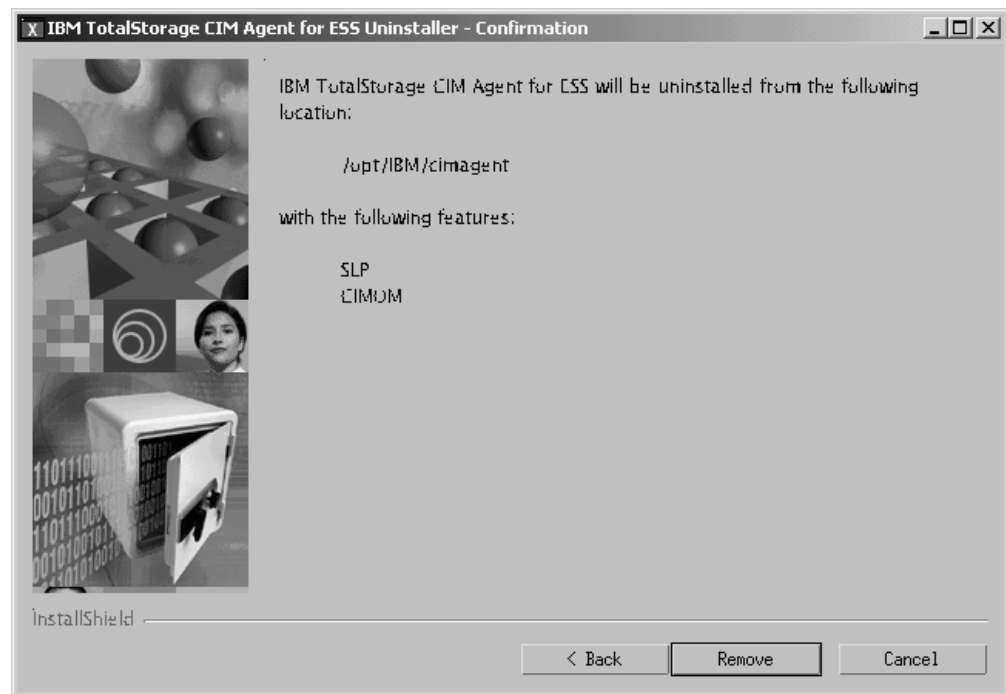 IBM TotalStorage CIM Agent for ESS Uninstaller - Confirmation
IBM TotalStorage CIM Agent for ESS will be uninstalled from the following
location:
/opt/IBM/cimagent
with the following features:
SLP
CIMOM
InstallShield
< Back
Remove
Cancel